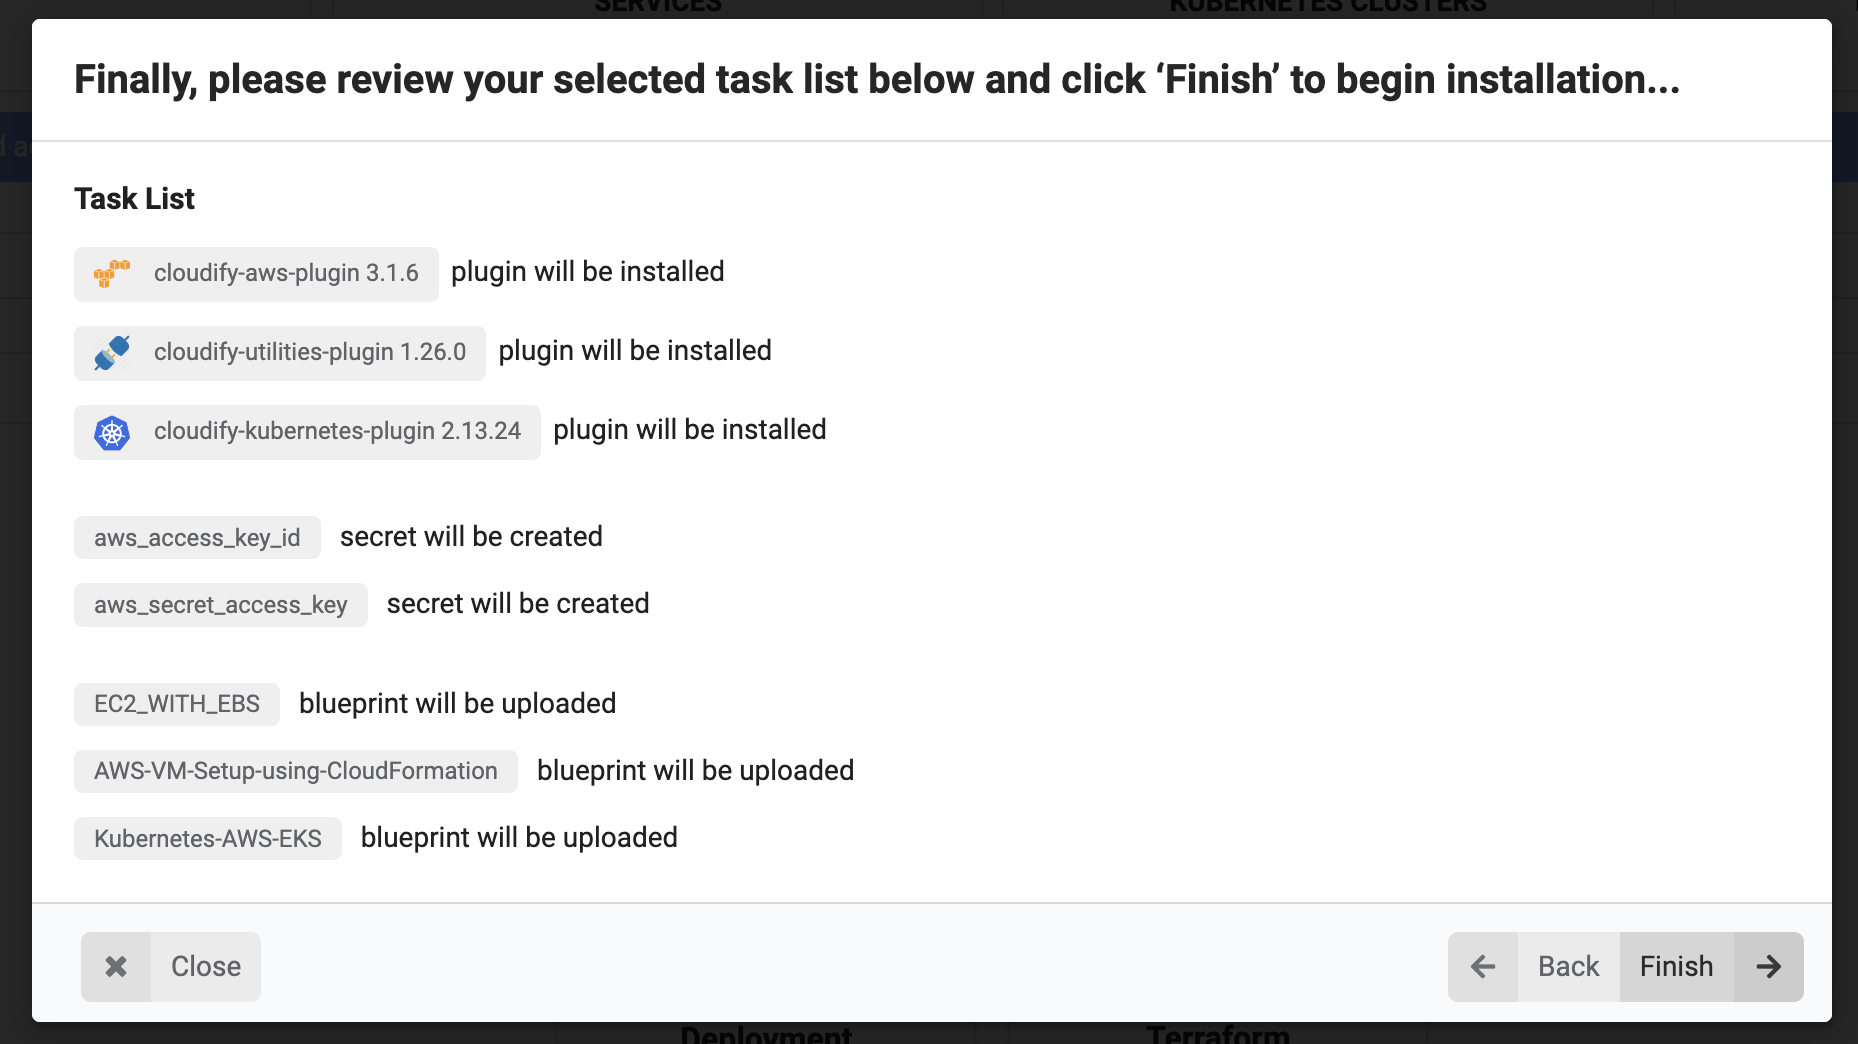 SERVICES
KUBERNETES CLUSTERS
Finally, please review your selected task list below and click ‘Finish’ to begin installation...
Task List
cloudify-aws-plugin 3.1.6 plugin will be installed
cloudify-utilities-plugin 1.26.0 plugin will be installed
cloudify-kubernetes-plugin 2.13.24 plugin will be installed
aws_access_key_id secret will be created
aws_secret_access_key secret will be created
EC2_WITH_EBS blueprint will be uploaded
AWS-VM-Setup-using-CloudFormation blueprint will be uploaded
Kubernetes-AWS-EKS blueprint will be uploaded
Close
Back
Finish
Deployment
Terraform